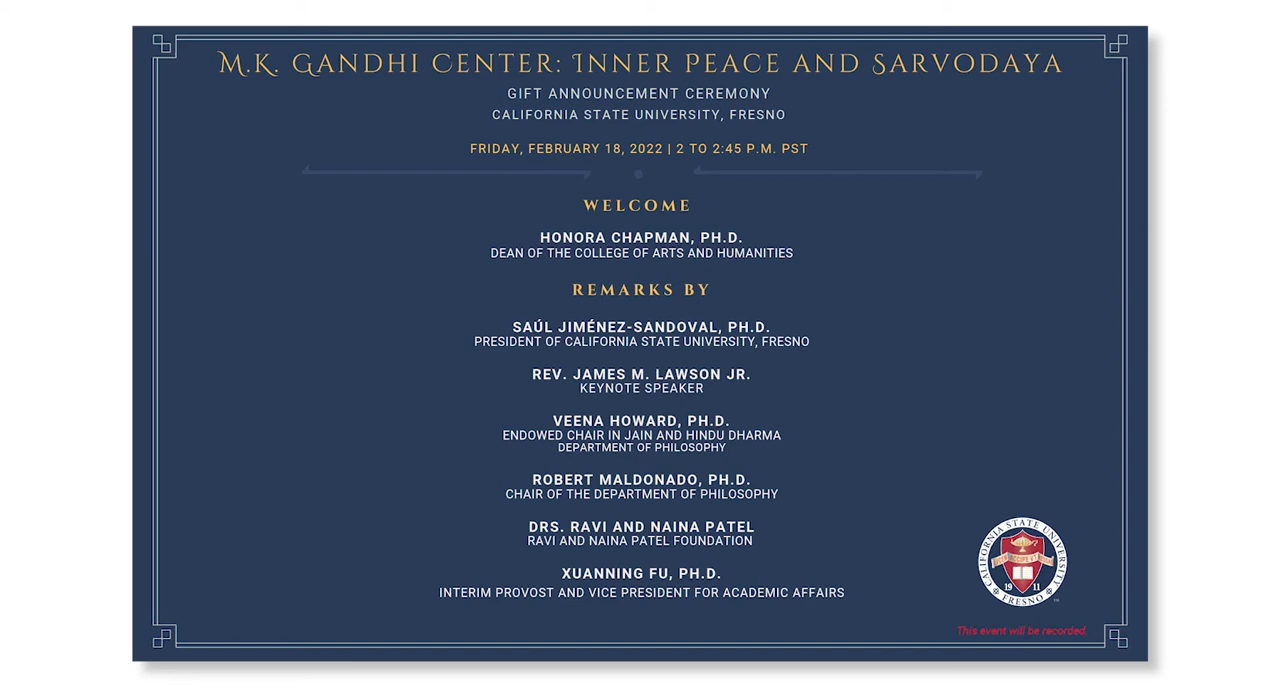 M.K. GANDHI CENTER: INNER PEACE AND SARVODAYA
GIFT ANNOUNCEMENT CEREMONY
CALIFORNIA STATE UNIVERSITY, FRESNO
FRIDAY, FEBRUARY 18, 2022 | 2 TO 2:45 P.M. PST
WELCOME
HONORA CHAPMAN, PH.D.
DEAN OF THE COLLEGE OF ARTS AND HUMANITIES
REMARKS BY
SAÚL JIMÉNEZ-SANDOVAL, PH.D.
PRESIDENT OF CALIFORNIA STATE UNIVERSITY, FRESNO
REV. JAMES M. LAWSON JR.
KEYNOTE SPEAKER
VEENA HOWARD, PH.D.
ENDOWED CHAIR IN JAIN AND HINDU DHARMA
DEPARTMENT OF PHILOSOPHY
ROBERT MALDONADO, PH.D.
CHAIR OF THE DEPARTMENT OF PHILOSOPHY
DRS. RAVI AND NAINA PATEL
RAVI AND NAINA PATEL FOUNDATION
XUANNING FU, PH.D.
INTERIM PROVOST AND VICE PRESIDENT FOR ACADEMIC AFFAIRS
CALIFORNIA STATE UNIVERSITY
19 11
FRESNO
This event will be recorded.